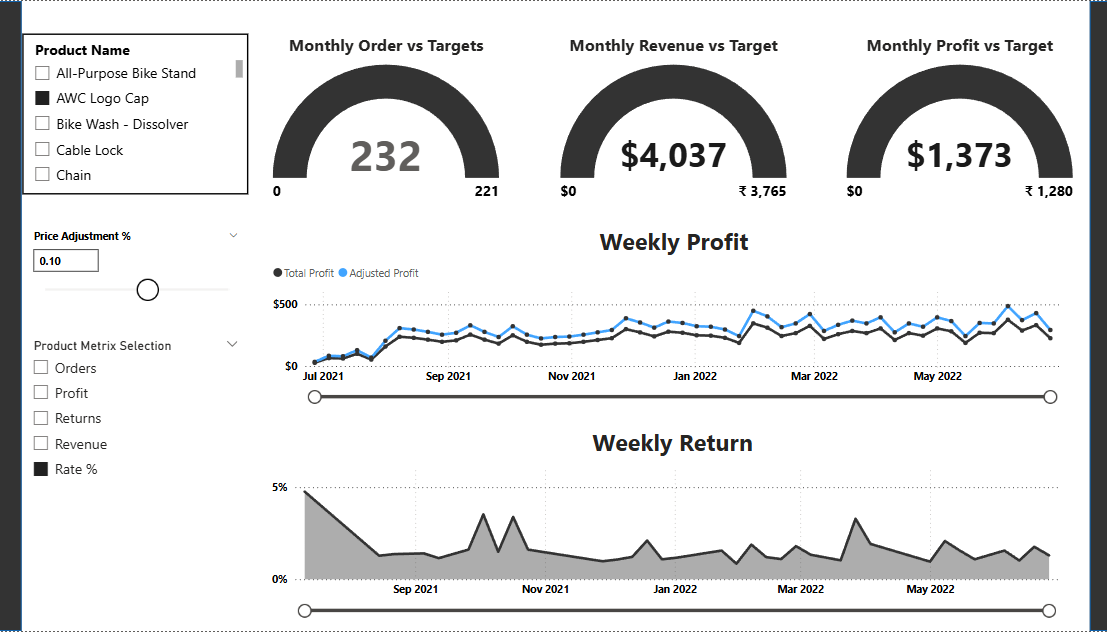 Product Name
All-Purpose Bike Stand
AWC Logo Cap
Bike Wash - Dissolver
Cable Lock
Chain
Monthly Order vs Targets
232
0
221
Monthly Revenue vs Target
$4,037
$0
₹ 3,765
Monthly Profit vs Target
$1,373
$0
₹ 1,280
Price Adjustment %
0.10
Product Metric Selection
Orders
Profit
Returns
Revenue
Rate %
Weekly Profit
Total Profit Adjusted Profit
$500
$0
Jul 2021 Sep 2021 Nov 2021 Jan 2022 Mar 2022 May 2022
Weekly Return
5%
0%
Sep 2021 Nov 2021 Jan 2022 Mar 2022 May 2022